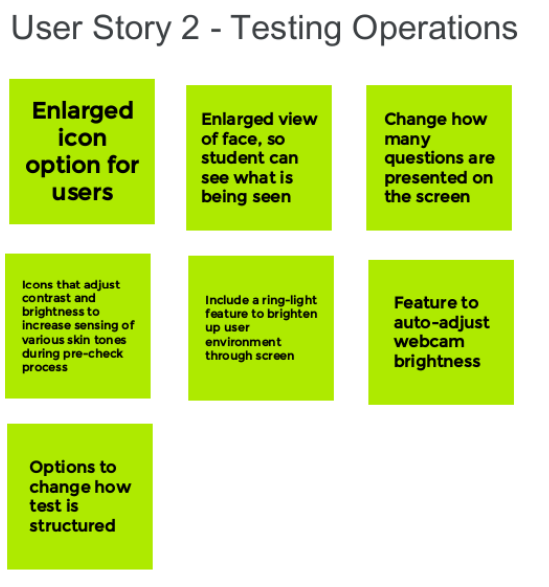 User Story 2 - Testing Operations
Enlarged
icon
option for
users
Enlarged view
of face, so
student can
see what is
being seen
Change how
many
questions are
presented on
the screen
Icons that adjust
contrast and
brightness to
increase sensing of
various skin tones
during pre-check
process
Include a ring-light
feature to brighten
up user
environment
through screen
Feature to
auto-adjust
webcam
brightness
Options to
change how
test is
structured